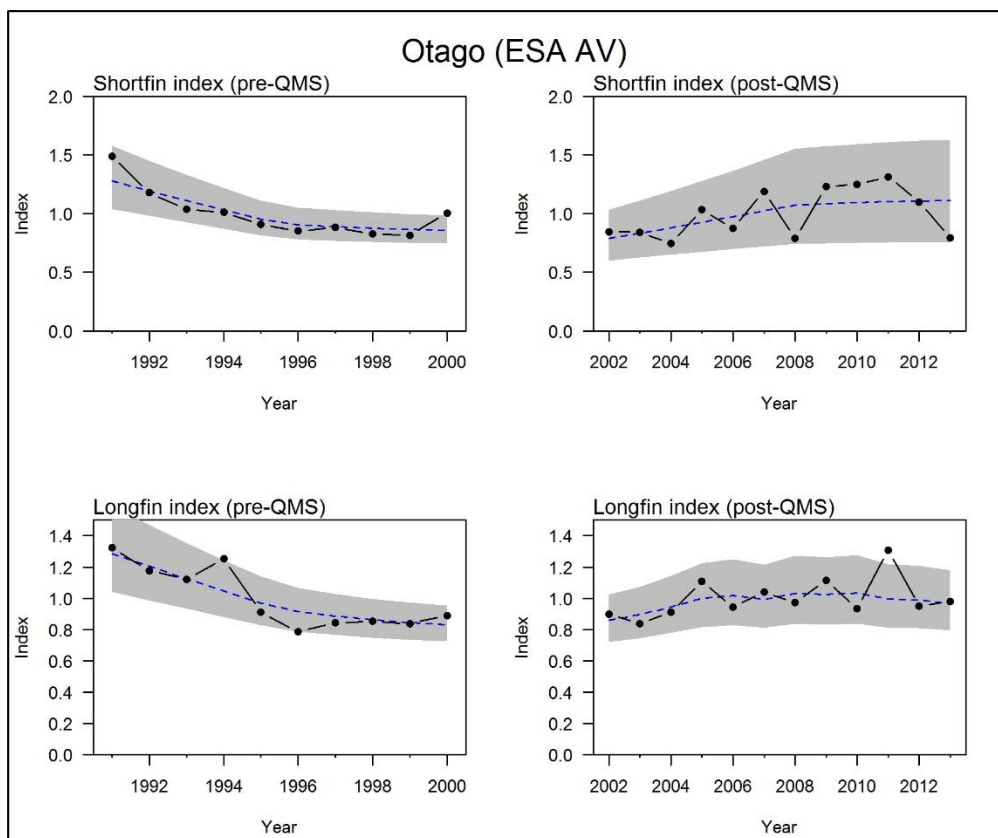 Otago (ESA AV)
Shortfin index (pre-QMS)
2.0
1.5
1.0
0.5
0.0
Index
1992 1994 1996 1998 2000
Year
Shortfin index (post-QMS)
2.0
1.5
1.0
0.5
0.0
Index
2002 2004 2006 2008 2010 2012
Year
Longfin index (pre-QMS)
1.4
1.2
1.0
0.8
0.6
0.4
0.2
0.0
Index
1992 1994 1996 1998 2000
Year
Longfin index (post-QMS)
1.4
1.2
1.0
0.8
0.6
0.4
0.2
0.0
Index
2002 2004 2006 2008 2010 2012
Year